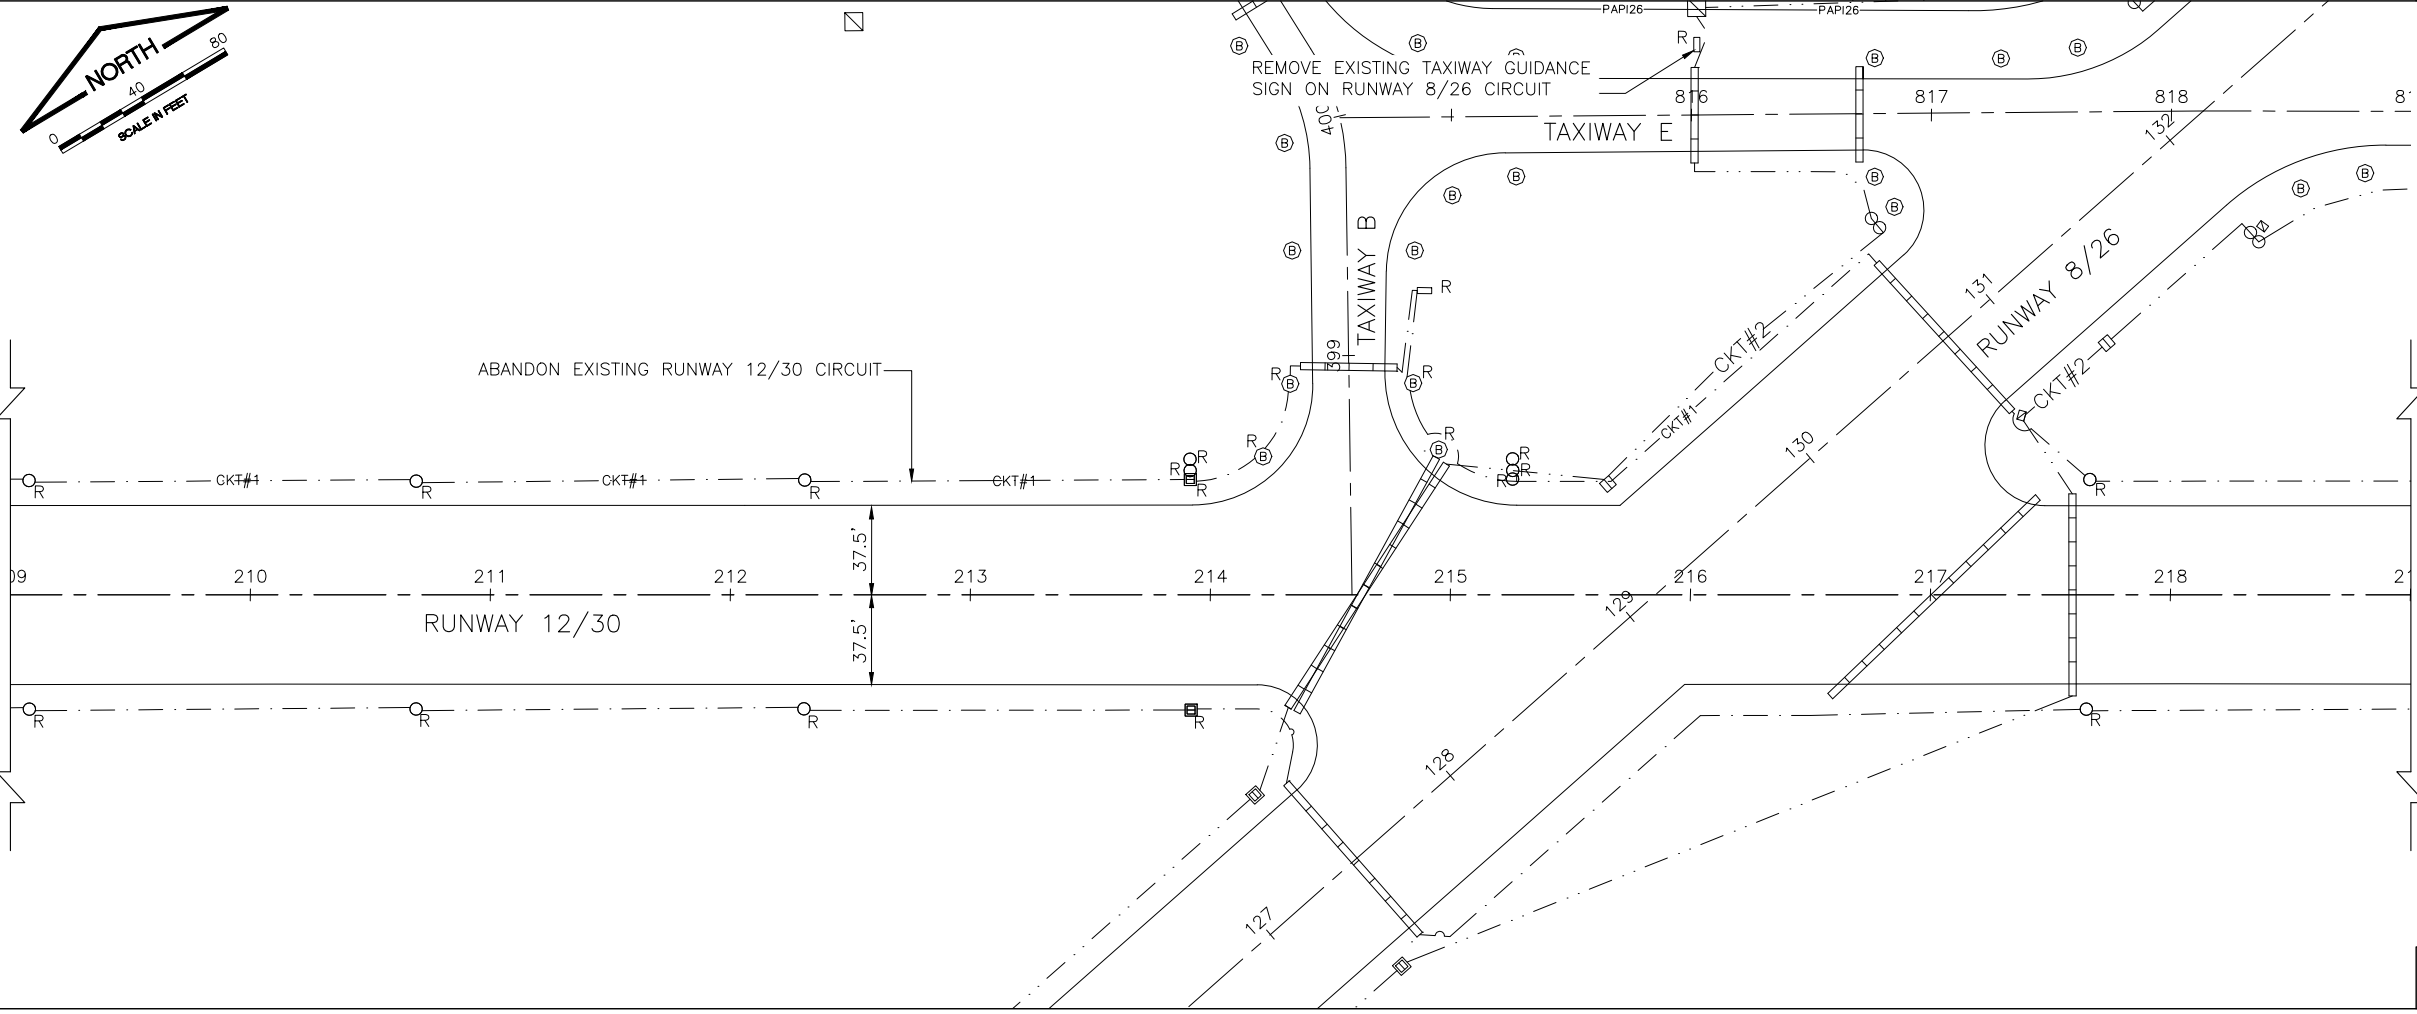 NORTH
0 40 80
SCALE IN FEET
PAPI26 PAPI26
R
REMOVE EXISTING TAXIWAY GUIDANCE
SIGN ON RUNWAY 8/26 CIRCUIT
B B B B B
400 816 817 818
TAXIWAY E
132
B B B B B B B
TAXIWAY B
B B
R
131
RUNWAY 8/26
399
CKT#2
CKT#2
CKT#1
ABANDON EXISTING RUNWAY 12/30 CIRCUIT
R B B R
130
R B B R
R R R R
R CKT#1 R CKT#1 R CKT#1 R R R
37.5'
09 210 211 212 213 214 215 216 217 218
129
RUNWAY 12/30
37.5'
R R R R R
128
127